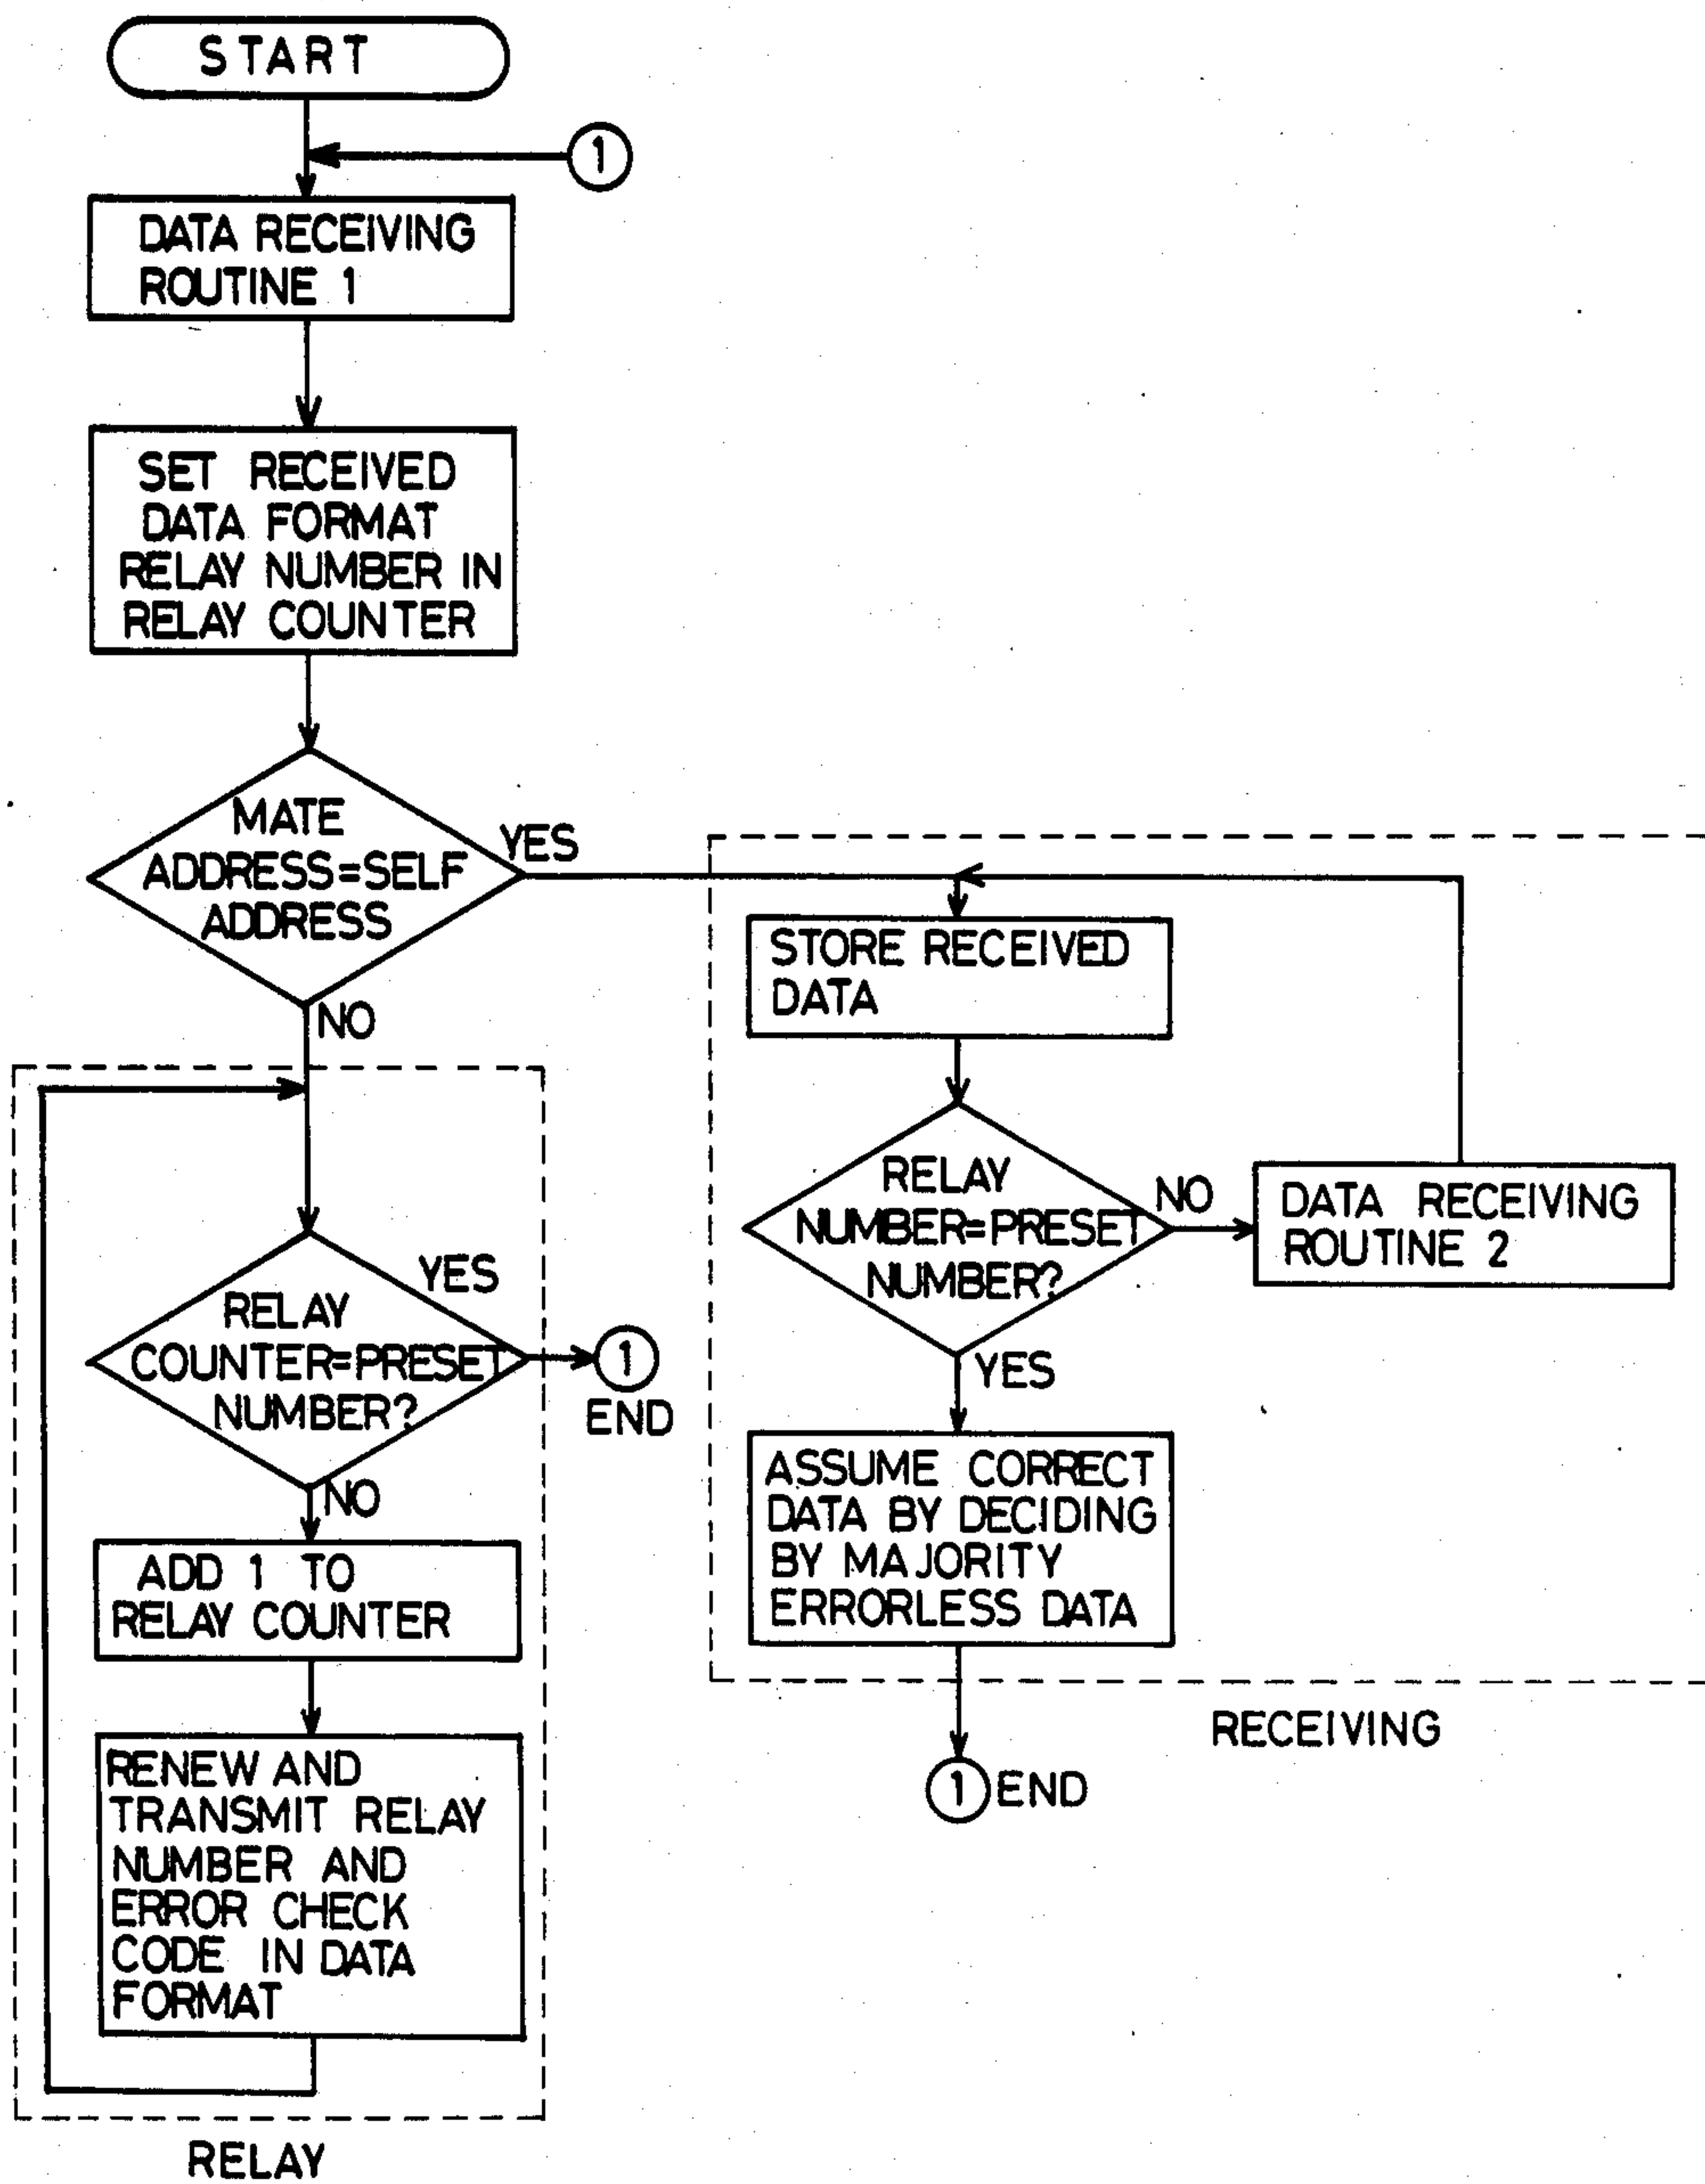 START
1
DATA RECEIVING
ROUTINE 1
SET RECEIVED
DATA FORMAT
RELAY NUMBER IN
RELAY COUNTER
MATE
ADDRESS=SELF
ADDRESS
YES
NO
RELAY
COUNTER=PRESET
NUMBER?
YES
1
END
NO
ADD 1 TO
RELAY COUNTER
RENEW AND
TRANSMIT RELAY
NUMBER AND
ERROR CHECK
CODE IN DATA
FORMAT
RELAY
STORE RECEIVED
DATA
RELAY
NUMBER=PRESET
NUMBER?
NO
DATA RECEIVING
ROUTINE 2
YES
ASSUME CORRECT
DATA BY DECIDING
BY MAJORITY
ERRORLESS DATA
RECEIVING
1 END